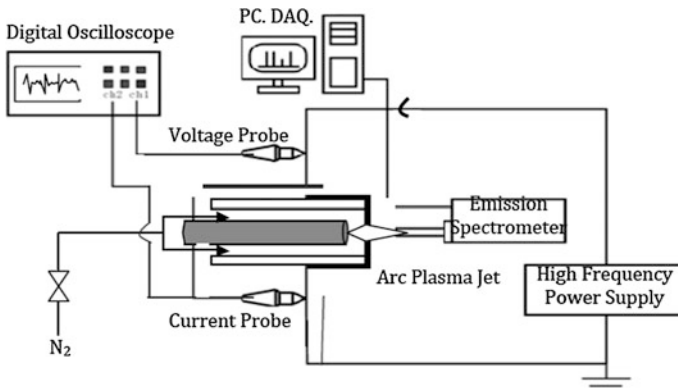 PC. DAQ.
Digital Oscilloscope
ch2 ch1
Voltage Probe
Emission
Spectrometer
Arc Plasma Jet
High Frequency
Power Supply
Current Probe
N₂